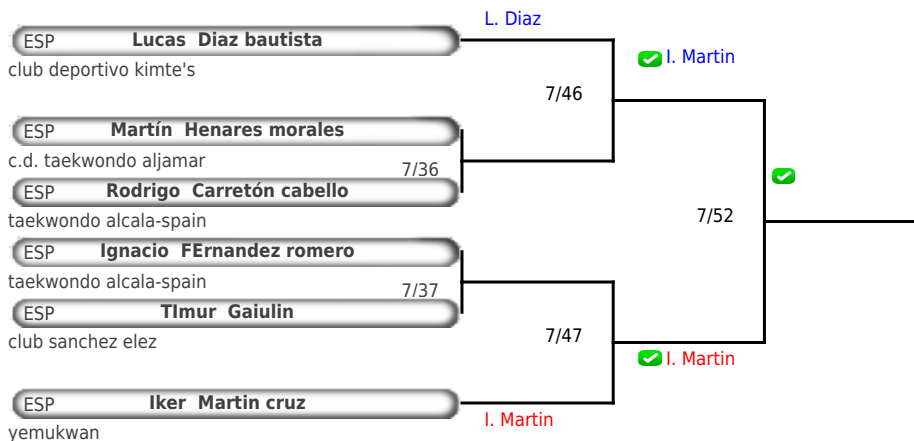 L. Diaz
ESP Lucas Diaz bautista
club deportivo kimte's
I. Martin
7/46
ESP Martín Henares morales
c.d. taekwondo aljamar
7/36
ESP Rodrigo Carretón cabello
taekwondo alcala-spain
7/52
ESP Ignacio FErnandez romero
taekwondo alcala-spain
7/37
ESP TImur Gaiulin
club sanchez elez
7/47
I. Martin
ESP Iker Martin cruz
I. Martin
yemukwan